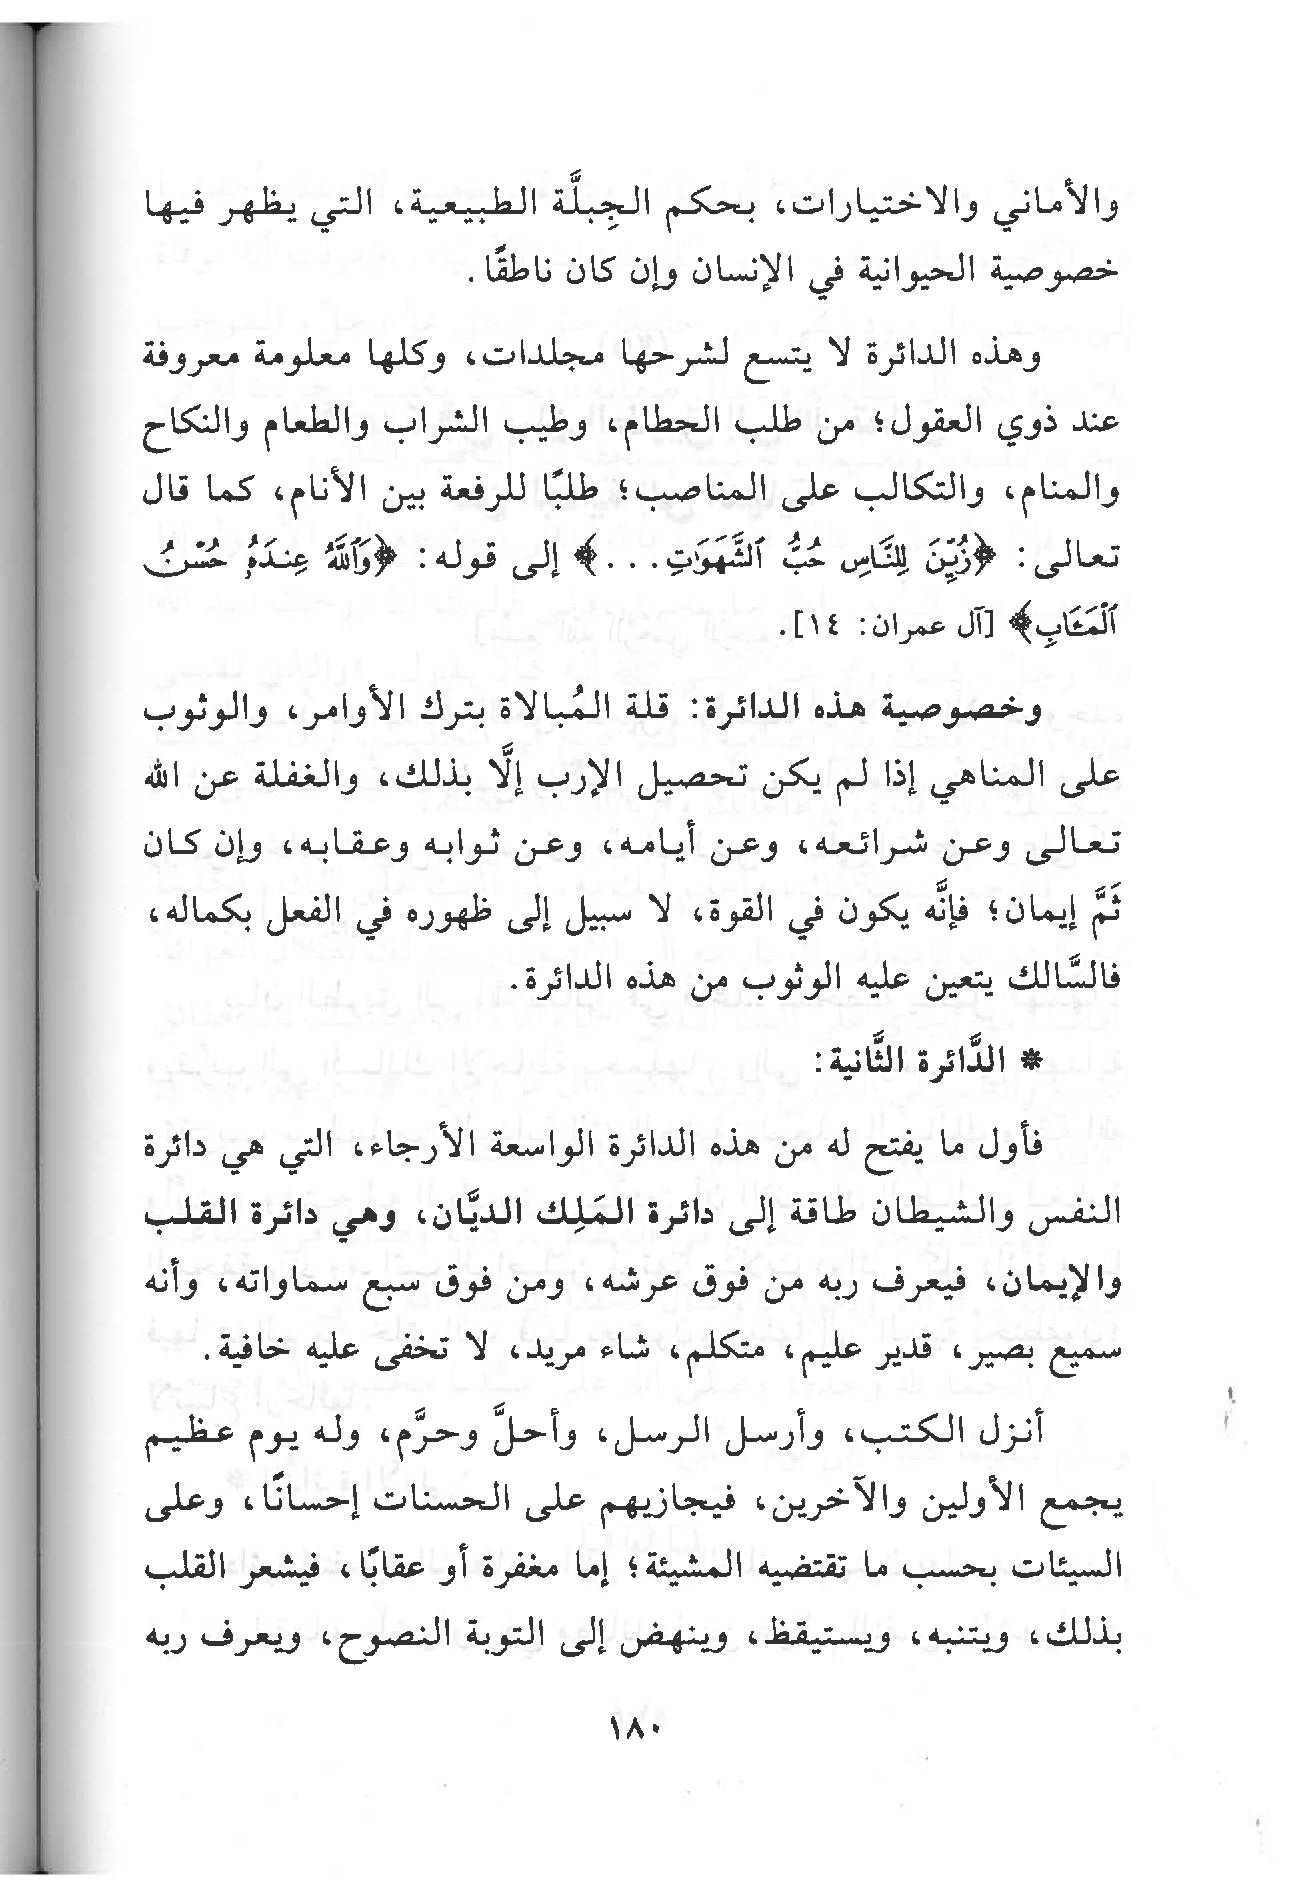 والأماني والاختيارات، بحكم الجِبلَّة الطبيعية، التي يظهر فيها
خصوصية الحيوانية في الإنسان وإن كان ناطقًا.
وهذه الدائرة لا يتسع لشرحها مجلدات، وكلها معلومة معروفة
عند ذوي العقول؛ من طلب الحطام، وطيب الشراب والطعام والنكاح
والمنام، والتكالب على المناصب؛ طلبًا للرفعة بين الأنام، كما قال
تعالى: ﴿زُيِّنَ لِلنَّاسِ حُبُّ ٱلشَّهَوَٰتِ...﴾ إلى قوله: ﴿وَٱللَّهُ عِندَهُۥ حُسْنُ
ٱلْمَـَٔابِ﴾ [آل عمران: ١٤].
وخصوصية هذه الدائرة: قلة المُبالاة بترك الأوامر، والوثوب
على المناهي إذا لم يكن تحصيل الإرب إلَّا بذلك، والغفلة عن الله
تعالى وعن شرائعه، وعن أيامه، وعن ثوابه وعقابه، وإن كان
ثَمَّ إيمان؛ فإنَّه يكون في القوة، لا سبيل إلى ظهوره في الفعل بكماله،
فالسَّالك يتعين عليه الوثوب من هذه الدائرة.
* الدَّائرة الثَّانية:
فأول ما يفتح له من هذه الدائرة الواسعة الأرجاء، التي هي دائرة
النفس والشيطان طاقة إلى دائرة المَلِك الديَّان، وهي دائرة القلب
والإيمان، فيعرف ربه من فوق عرشه، ومن فوق سبع سماواته، وأنه
سميع بصير، قدير عليم، متكلم، شاء مريد، لا تخفى عليه خافية.
أنزل الكتب، وأرسل الرسل، وأحلَّ وحرَّم، وله يوم عظيم
يجمع الأولين والآخرين، فيجازيهم على الحسنات إحسانًا، وعلى
السيئات بحسب ما تقتضيه المشيئة؛ إما مغفرة أو عقابًا، فيشعر القلب
بذلك، ويتنبه، ويستيقظ، وينهض إلى التوبة النصوح، ويعرف ربه
١٨٠